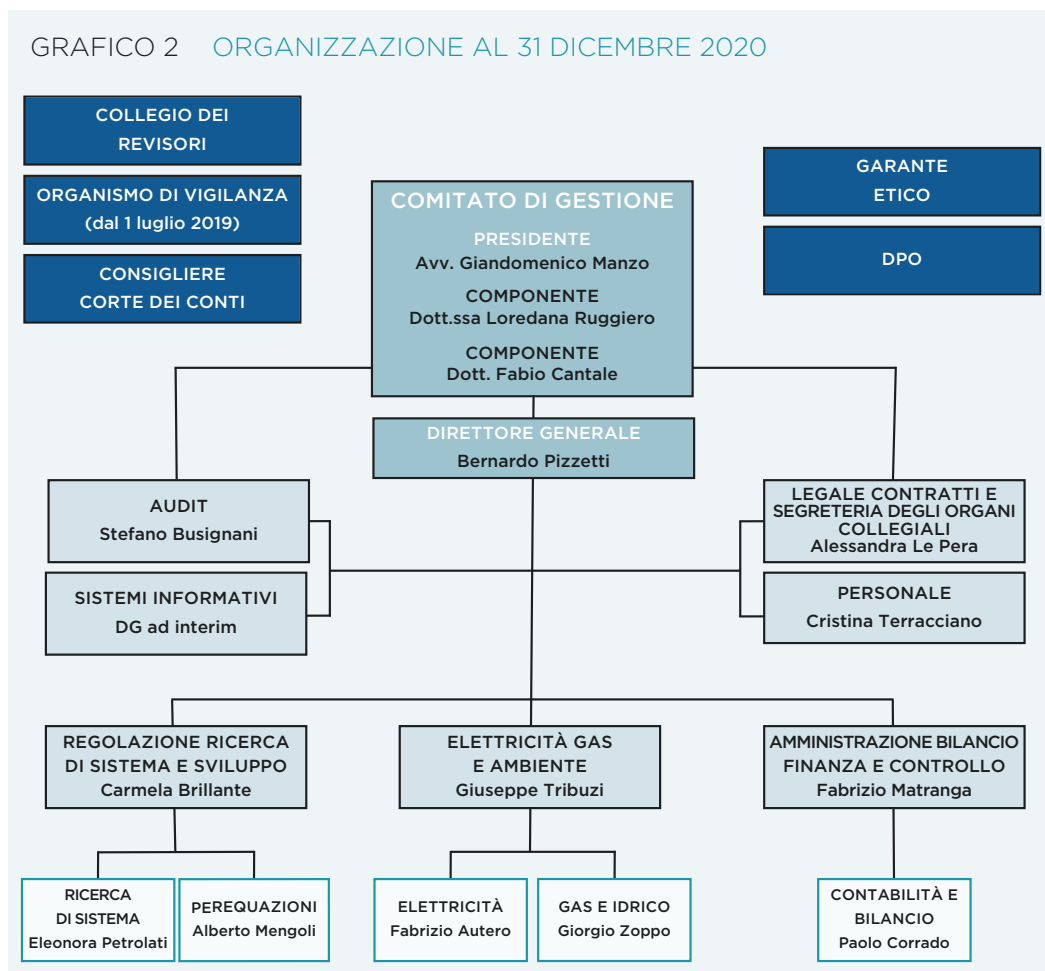 GRAFICO 2 ORGANIZZAZIONE AL 31 DICEMBRE 2020
COLLEGIO DEI
REVISORI
ORGANISMO DI VIGILANZA
(dal 1 luglio 2019)
CONSIGLIERE
CORTE DEI CONTI
GARANTE
ETICO
DPO
COMITATO DI GESTIONE
PRESIDENTE
Avv. Giandomenico Manzo
COMPONENTE
Dott.ssa Loredana Ruggiero
COMPONENTE
Dott. Fabio Cantale
DIRETTORE GENERALE
Bernardo Pizzetti
AUDIT
Stefano Busignani
LEGALE CONTRATTI E
SEGRETERIA DEGLI ORGANI
COLLEGIALI
Alessandra Le Pera
SISTEMI INFORMATIVI
DG ad interim
PERSONALE
Cristina Terracciano
REGOLAZIONE RICERCA
DI SISTEMA E SVILUPPO
Carmela Brillante
ELETTRICITÀ GAS
E AMBIENTE
Giuseppe Tribuzi
AMMINISTRAZIONE BILANCIO
FINANZA E CONTROLLO
Fabrizio Matranga
RICERCA
DI SISTEMA
Eleonora Petrolati
PEREQUAZIONI
Alberto Mengoli
ELETTRICITÀ
Fabrizio Autero
GAS E IDRICO
Giorgio Zoppo
CONTABILITÀ E
BILANCIO
Paolo Corrado